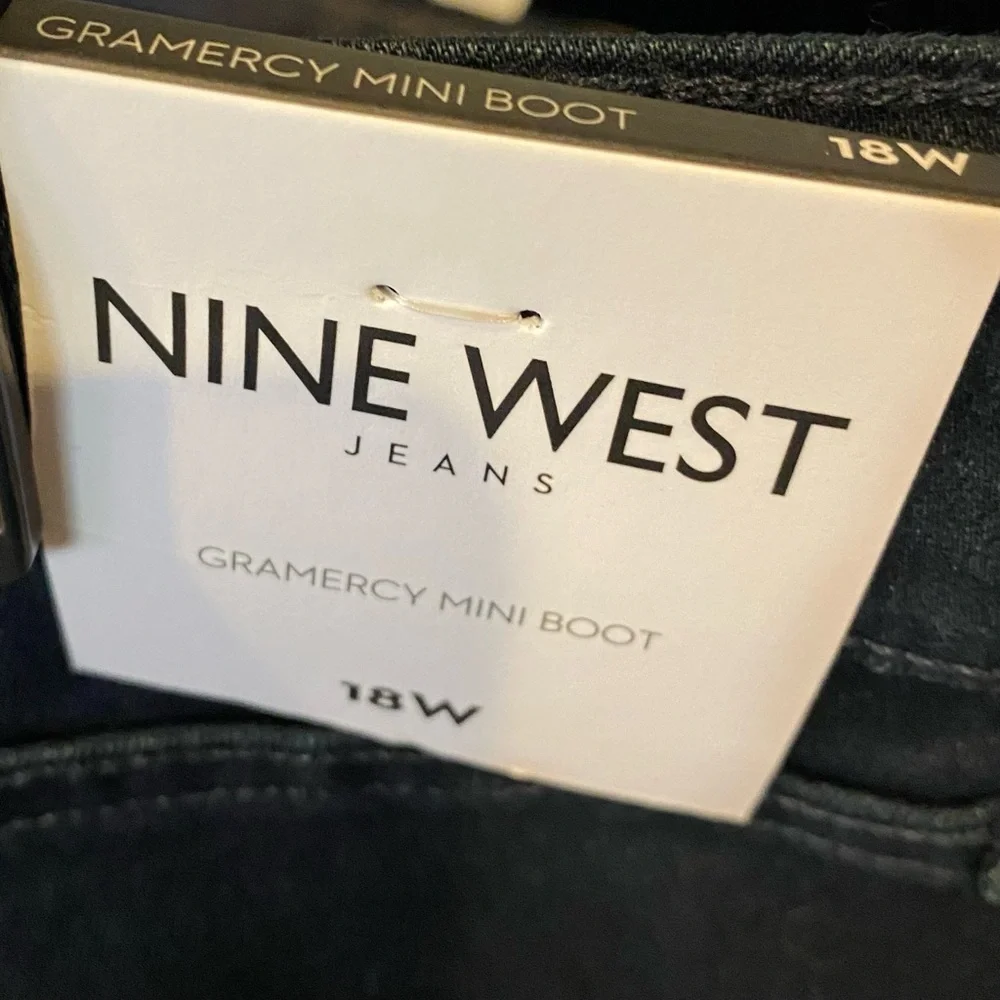 GRAMERCY MINI BOOT 18W
NINE WEST
JEANS
GRAMERCY MINI BOOT
18W